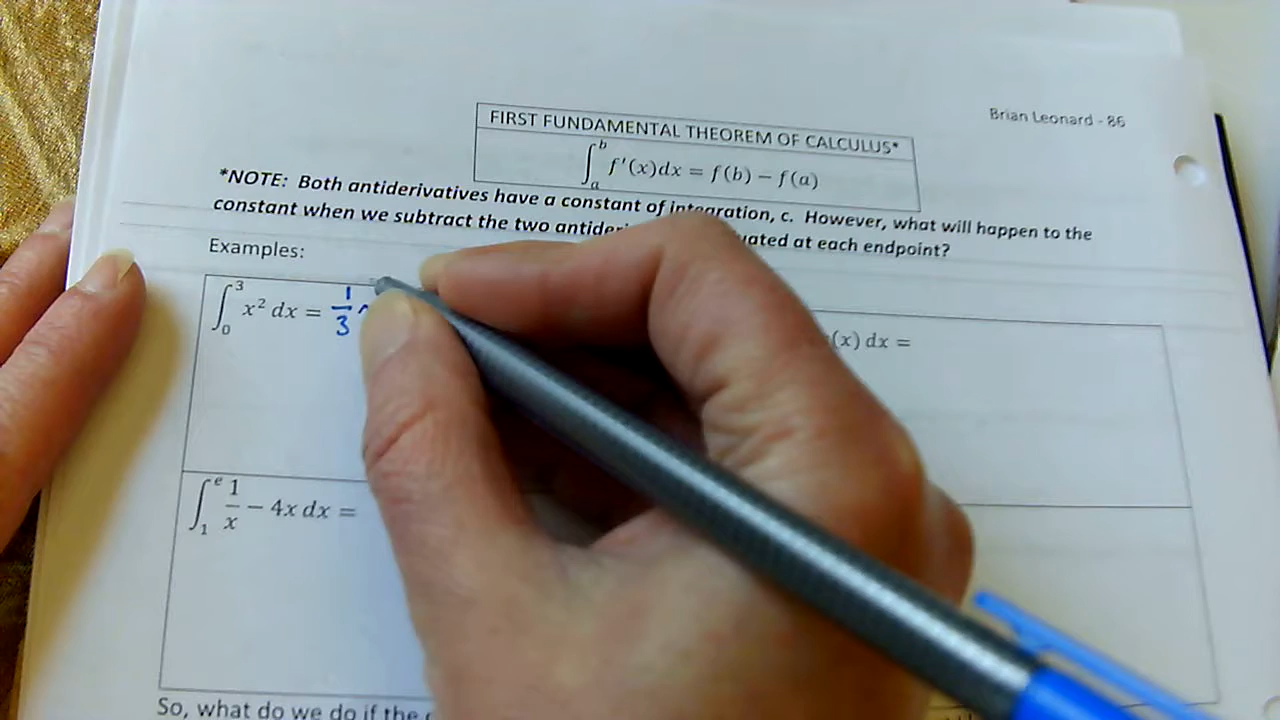 Brian Leonard - 86
FIRST FUNDAMENTAL THEOREM OF CALCULUS*
∫_a^b f'(x)dx = f(b) − f(a)
*NOTE: Both antiderivatives have a constant of integration, c. However, what will happen to the
constant when we subtract the two at each endpoint?
Examples:
∫_0^3 x² dx = 1/3
(x) dx =
∫_1^e 1/x − 4x dx =
So, what do we do if the